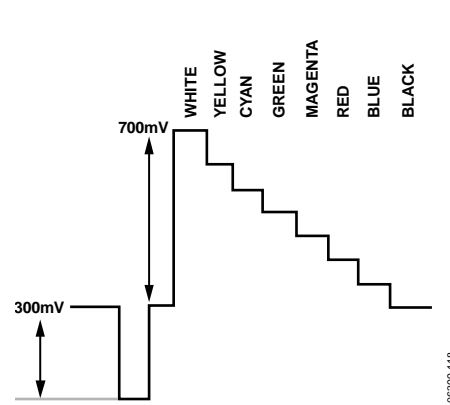 WHITE
YELLOW
CYAN
GREEN
MAGENTA
RED
BLUE
BLACK
700mV
300mV